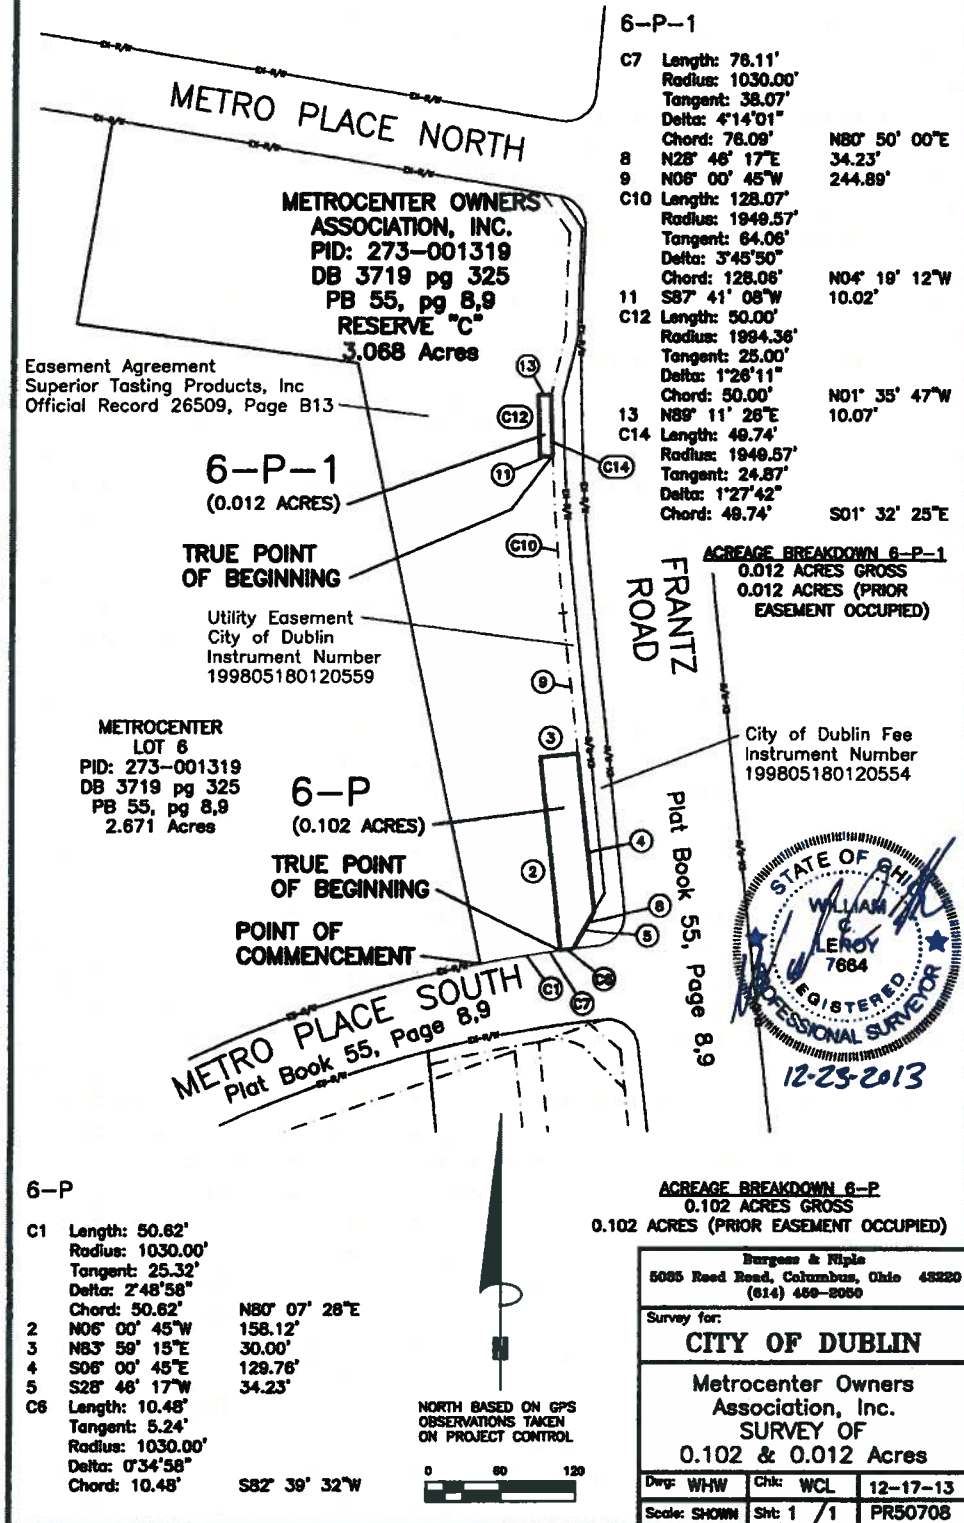 6-P-1
C7 Length: 76.11'
Radius: 1030.00'
Tangent: 38.07'
Delta: 4°14'01"
Chord: 76.09' N80° 50' 00"E
8 N28° 46' 17"E 34.23'
9 N06° 00' 45"W 244.89'
C10 Length: 128.07'
Radius: 1949.57'
Tangent: 64.06'
Delta: 3°45'50"
Chord: 128.06' N04° 19' 12"W
11 S87° 41' 08"W 10.02'
C12 Length: 50.00'
Radius: 1994.36'
Tangent: 25.00'
Delta: 1°26'11"
Chord: 50.00' N01° 35' 47"W
13 N89° 11' 26"E 10.07'
C14 Length: 49.74'
Radius: 1949.57'
Tangent: 24.87'
Delta: 1°27'42"
Chord: 49.74' S01° 32' 25"E
ACREAGE BREAKDOWN 6-P-1
0.012 ACRES GROSS
0.012 ACRES (PRIOR
EASEMENT OCCUPIED)
METRO PLACE NORTH
METROCENTER OWNERS
ASSOCIATION, INC.
PID: 273-001319
DB 3719 pg 325
PB 55, pg 8,9
RESERVE "C"
3.068 Acres
Easement Agreement
Superior Tasting Products, Inc
Official Record 26509, Page B13
13
C12
C14
11
6-P-1
(0.012 ACRES)
C10
TRUE POINT
OF BEGINNING
FRANTZ
ROAD
Utility Easement
City of Dublin
Instrument Number
199805180120559
9
METROCENTER
LOT 6
PID: 273-001319
DB 3719 pg 325
PB 55, pg 8,9
2.671 Acres
3
City of Dublin Fee
Instrument Number
199805180120554
6-P
(0.102 ACRES)
4
2
Plat Book 55, Page 8,9
TRUE POINT
OF BEGINNING
8
5
POINT OF
COMMENCEMENT
C1
C7
C6
METRO PLACE SOUTH
Plat Book 55, Page 8,9
STATE OF OHIO
WILLIAM
C.
LEROY
7664
REGISTERED
PROFESSIONAL SURVEYOR
12-23-2013
6-P
C1 Length: 50.62'
Radius: 1030.00'
Tangent: 25.32'
Delta: 2°48'58"
Chord: 50.62' N80° 07' 28"E
2 N06° 00' 45"W 158.12'
3 N83° 59' 15"E 30.00'
4 S06° 00' 45"E 129.76'
5 S28° 46' 17"W 34.23'
C6 Length: 10.48'
Tangent: 5.24'
Radius: 1030.00'
Delta: 0°34'58"
Chord: 10.48' S82° 39' 32"W
N
NORTH BASED ON GPS
OBSERVATIONS TAKEN
ON PROJECT CONTROL
0 60 120
ACREAGE BREAKDOWN 6-P
0.102 ACRES GROSS
0.102 ACRES (PRIOR EASEMENT OCCUPIED)
Burgess & Niple
5085 Reed Road, Columbus, Ohio 43220
(614) 459-2050
Survey for:
CITY OF DUBLIN
Metrocenter Owners
Association, Inc.
SURVEY OF
0.102 & 0.012 Acres
Dwg: WHW Chk: WCL 12-17-13
Scale: SHOWN Sht: 1 / 1 PR50708